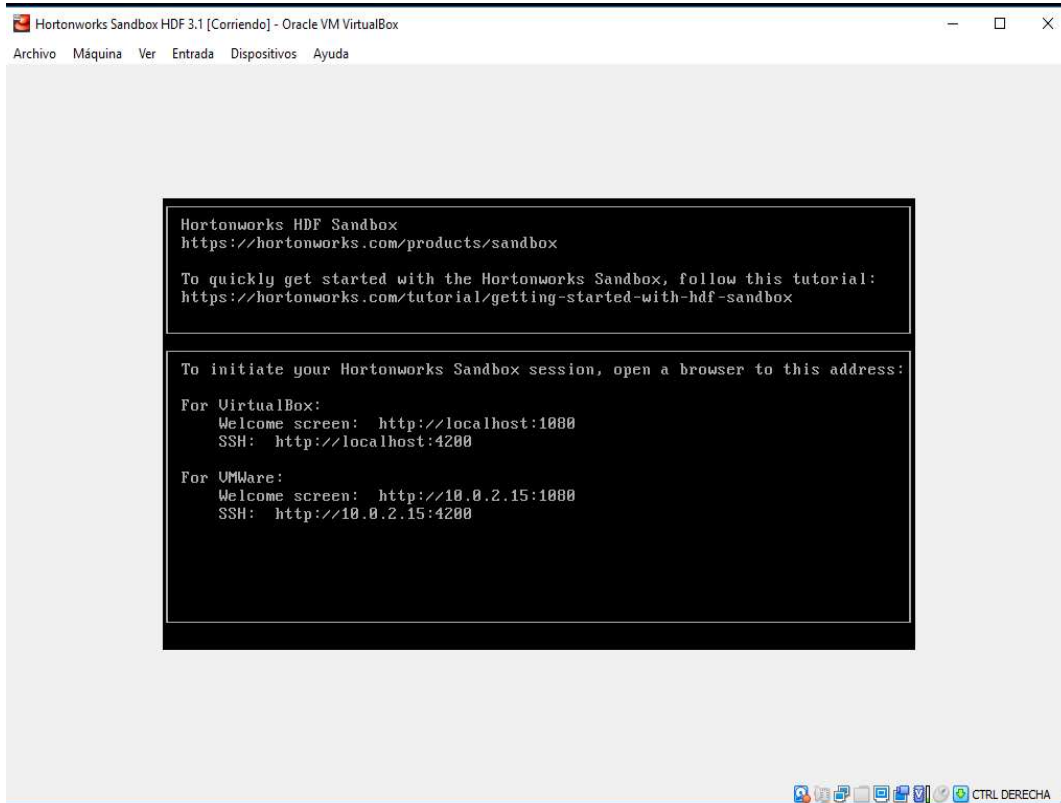 Hortonworks Sandbox HDF 3.1 [Corriendo] - Oracle VM VirtualBox
Archivo Máquina Ver Entrada Dispositivos Ayuda
Hortonworks HDF Sandbox
https://hortonworks.com/products/sandbox
To quickly get started with the Hortonworks Sandbox, follow this tutorial:
https://hortonworks.com/tutorial/getting-started-with-hdf-sandbox
To initiate your Hortonworks Sandbox session, open a browser to this address:
For VirtualBox:
Welcome screen: http://localhost:1080
SSH: http://localhost:4200
For VMWare:
Welcome screen: http://10.0.2.15:1080
SSH: http://10.0.2.15:4200
CTRL DERECHA